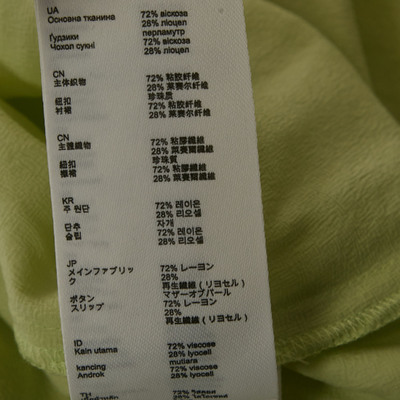 UA
Основна тканина 72% віскоза
28% ліоцел
Ґудзики перламутр
Чохол сукні 72% віскоза
28% ліоцел
CN
主体织物 72% 粘胶纤维
28% 莱赛尔纤维
纽扣 珍珠质
衬裙 72% 粘胶纤维
28% 莱赛尔纤维
CN
主體織物 72% 粘膠纖維
28% 萊賽爾纖維
紐扣 珍珠質
襯裙 72% 粘膠纖維
28% 萊賽爾纖維
KR
주 원단 72% 레이온
28% 리오셀
단추 자개
슬립 72% 레이온
28% 리오셀
JP
メインファブリッ 72% レーヨン
ク 28%
再生繊維 (リヨセル)
ボタン マザーオブパール
スリップ 72% レーヨン
28%
再生繊維 (リヨセル)
ID
Kain utama 72% viscose
28% lyocell
kancing mutiara
Androk 72% viscose
28% lyocell
TH